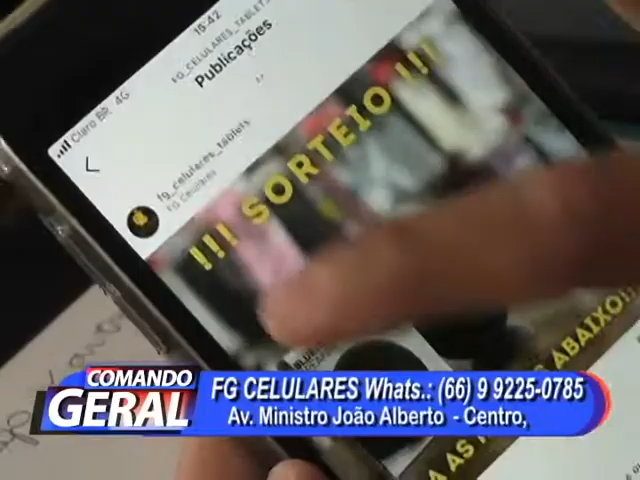 15:42
Claro BR 4G
FG_CELULARES_TABLETS
Publicações
fg_celulares_tablets
FG Celulares
!!! SORTEIO !!!
ABAIXO!!
A AS
COMANDO
GERAL
FG CELULARES Whats.: (66) 9 9225-0785
Av. Ministro João Alberto - Centro,